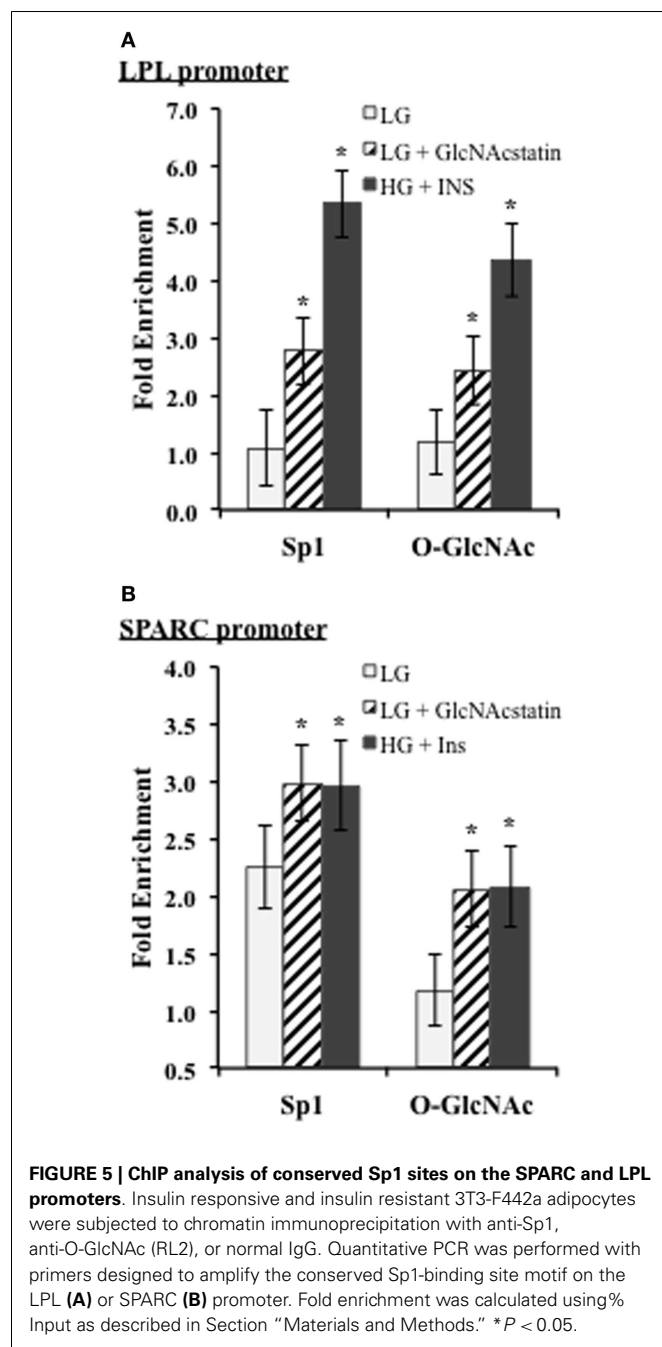 A
LPL promoter
7.0
6.0
5.0
4.0
3.0
2.0
1.0
0.0
Fold Enrichment
LG
LG + GlcNAcstatin
HG + INS
*
*
*
*
Sp1
O-GlcNAc
B
SPARC promoter
4.0
3.5
3.0
2.5
2.0
1.5
1.0
0.5
Fold Enrichment
LG
LG + GlcNAcstatin
HG + Ins
* *
* *
Sp1
O-GlcNAc
FIGURE 5 | ChIP analysis of conserved Sp1 sites on the SPARC and LPL
promoters. Insulin responsive and insulin resistant 3T3-F442a adipocytes
were subjected to chromatin immunoprecipitation with anti-Sp1,
anti-O-GlcNAc (RL2), or normal IgG. Quantitative PCR was performed with
primers designed to amplify the conserved Sp1-binding site motif on the
LPL (A) or SPARC (B) promoter. Fold enrichment was calculated using%
Input as described in Section “Materials and Methods.” *P < 0.05.